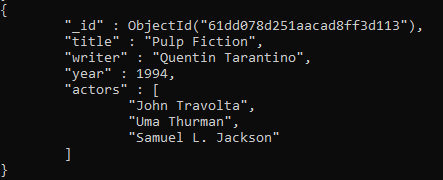 {
"_id" : ObjectId("61dd078d251aacad8ff3d113"),
"title" : "Pulp Fiction",
"writer" : "Quentin Tarantino",
"year" : 1994,
"actors" : [
"John Travolta",
"Uma Thurman",
"Samuel L. Jackson"
]
}